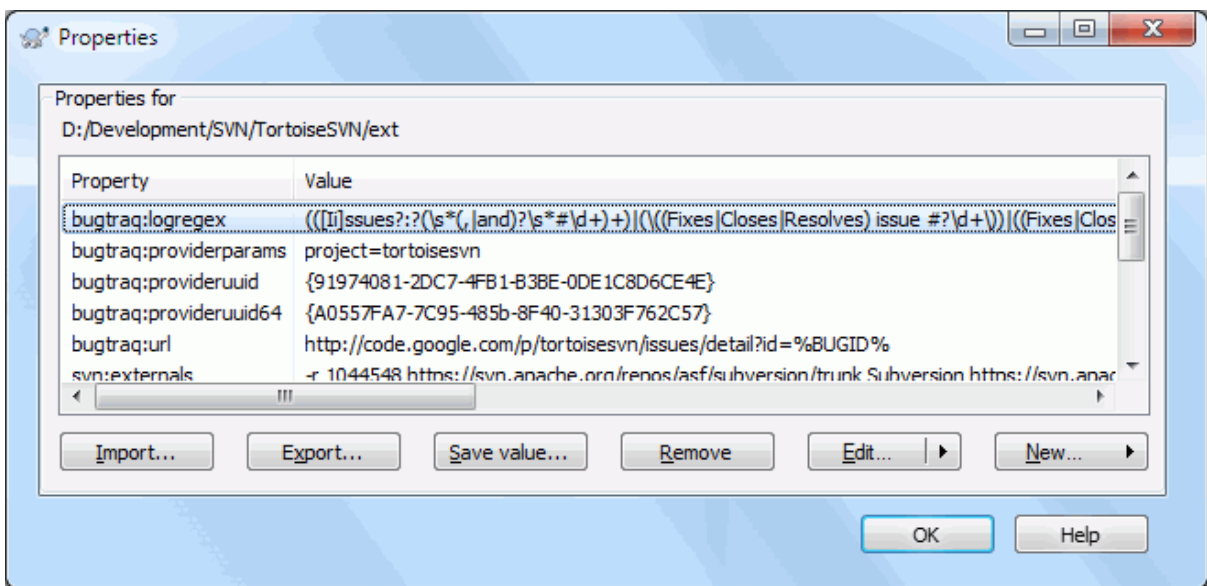 Properties
Properties for
D:/Development/SVN/TortoiseSVN/ext
Property Value
bugtraq:logregex (([Ii]ssues?:?(\s*(,|and)?\s*#\d+)+)|(\((Fixes|Closes|Resolves) issue #?\d+\))|((Fixes|Clos
bugtraq:providerparams project=tortoisesvn
bugtraq:provideruuid {91974081-2DC7-4FB1-B3BE-0DE1C8D6CE4E}
bugtraq:provideruuid64 {A0557FA7-7C95-485b-8F40-31303F762C57}
bugtraq:url http://code.google.com/p/tortoisesvn/issues/detail?id=%BUGID%
svn:externals -r 1044548 https://svn.apache.org/repos/asf/subversion/trunk Subversion https://svn.apac
Import... Export... Save value... Remove Edit... New...
OK Help